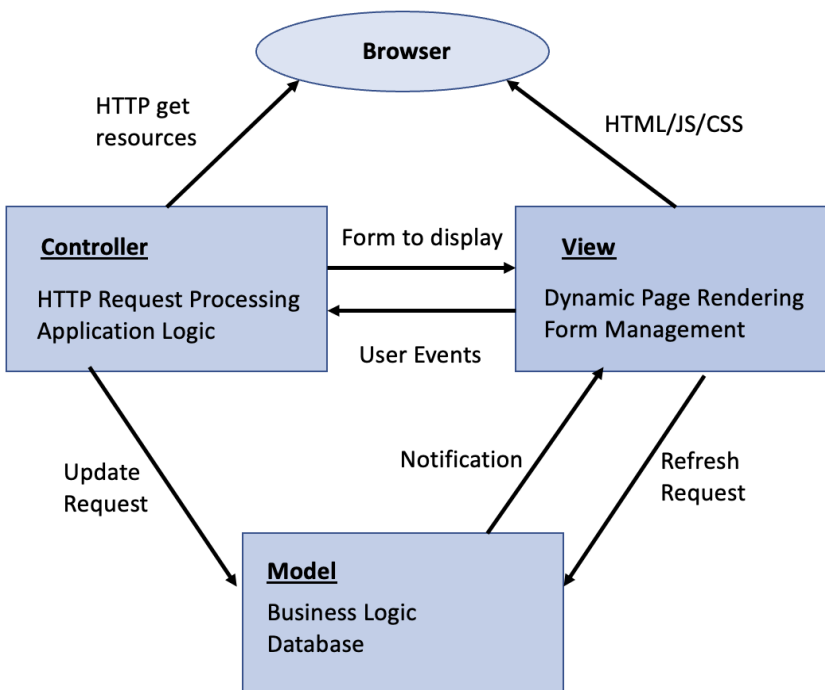 Browser
HTTP get
resources
HTML/JS/CSS
Controller
HTTP Request Processing
Application Logic
Form to display
User Events
View
Dynamic Page Rendering
Form Management
Update
Request
Notification
Refresh
Request
Model
Business Logic
Database